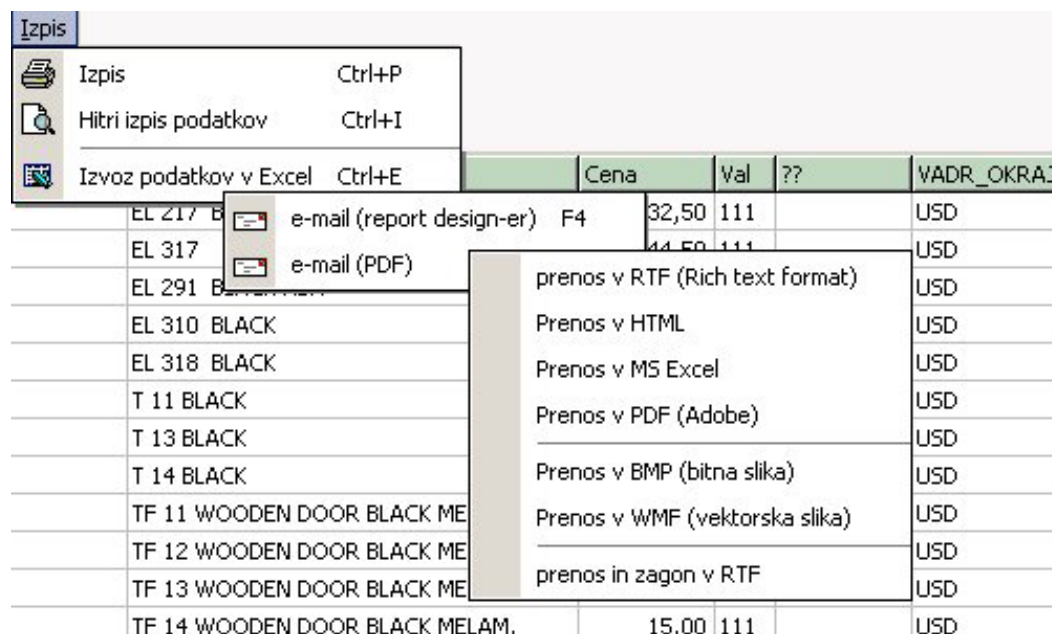 Izpis
Izpis Ctrl+P
Hitri izpis podatkov Ctrl+I
Izvoz podatkov v Excel Ctrl+E
Cena Val ?? VADR_OKRAJ
e-mail (report design-er) F4
e-mail (PDF)
prenos v RTF (Rich text format)
Prenos v HTML
Prenos v MS Excel
Prenos v PDF (Adobe)
Prenos v BMP (bitna slika)
Prenos v WMF (vektorska slika)
prenos in zagon v RTF
EL 217 32,50 111 USD
EL 317 111 USD
EL 291 USD
EL 310 BLACK USD
EL 318 BLACK USD
T 11 BLACK USD
T 13 BLACK USD
T 14 BLACK USD
TF 11 WOODEN DOOR BLACK ME USD
TF 12 WOODEN DOOR BLACK ME USD
TF 13 WOODEN DOOR BLACK ME USD
TF 14 WOODEN DOOR BLACK MELAM. 15,00 111 USD